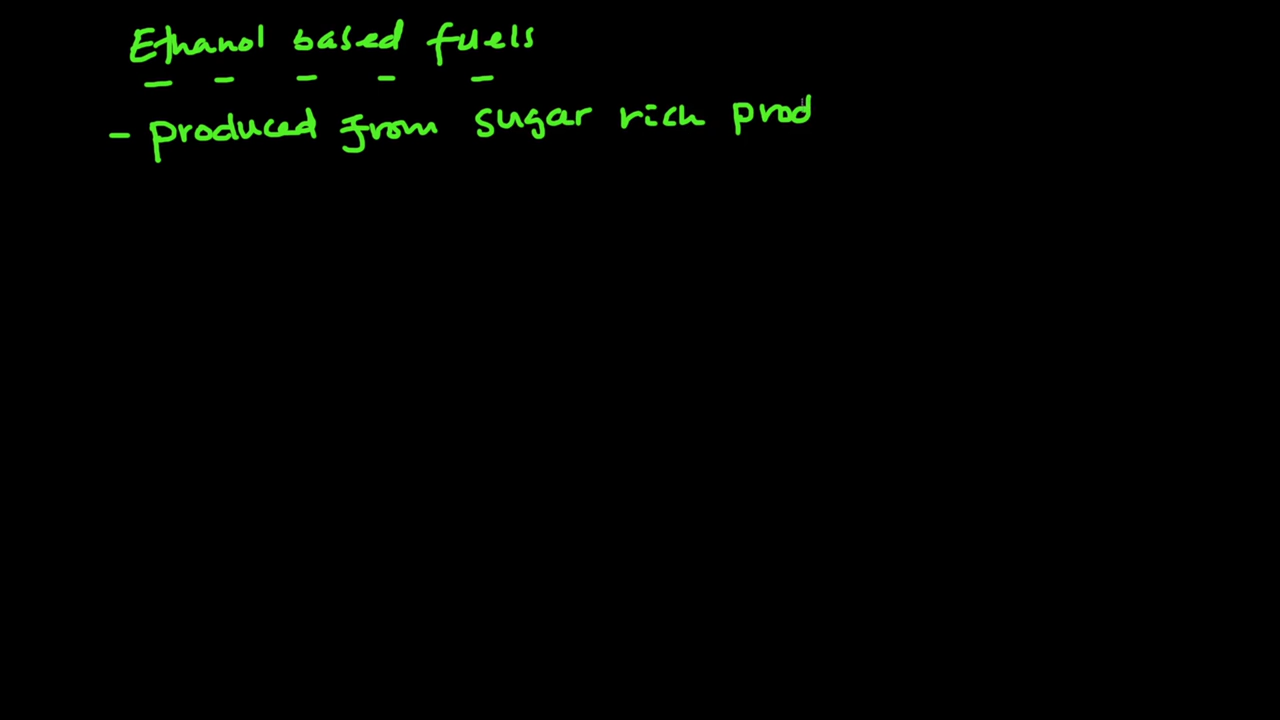 Ethanol based fuels
- produced from sugar rich prod